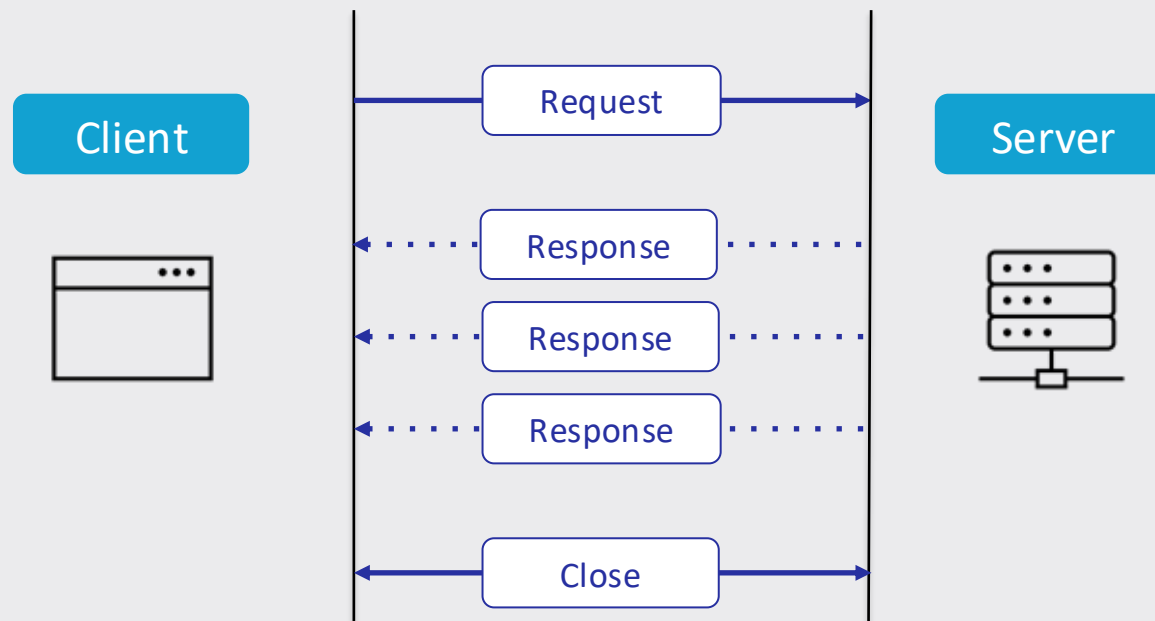 Request
Client
Server
Response
Response
Response
Close